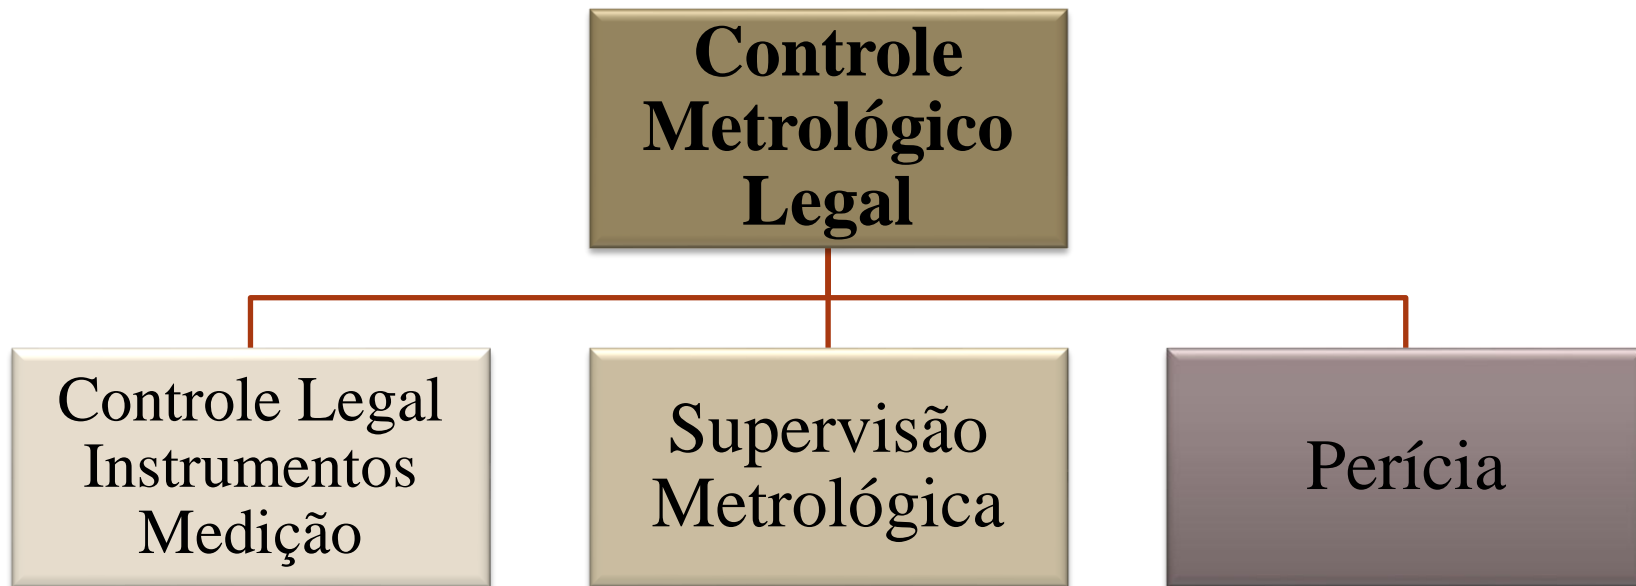 Controle
Metrológico
Legal
Controle Legal
Instrumentos
Medição
Supervisão
Metrológica
Perícia